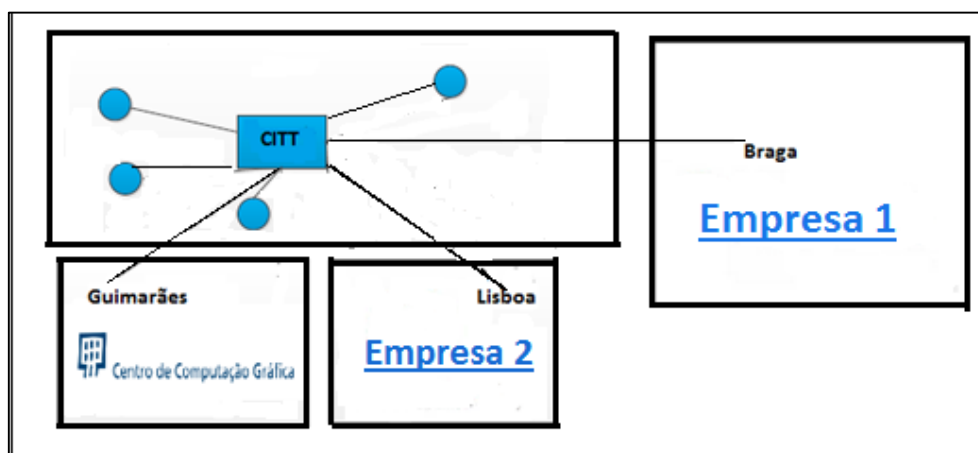 CITT
Braga
Empresa 1
Guimarães
Centro de Computação Gráfica
Lisboa
Empresa 2